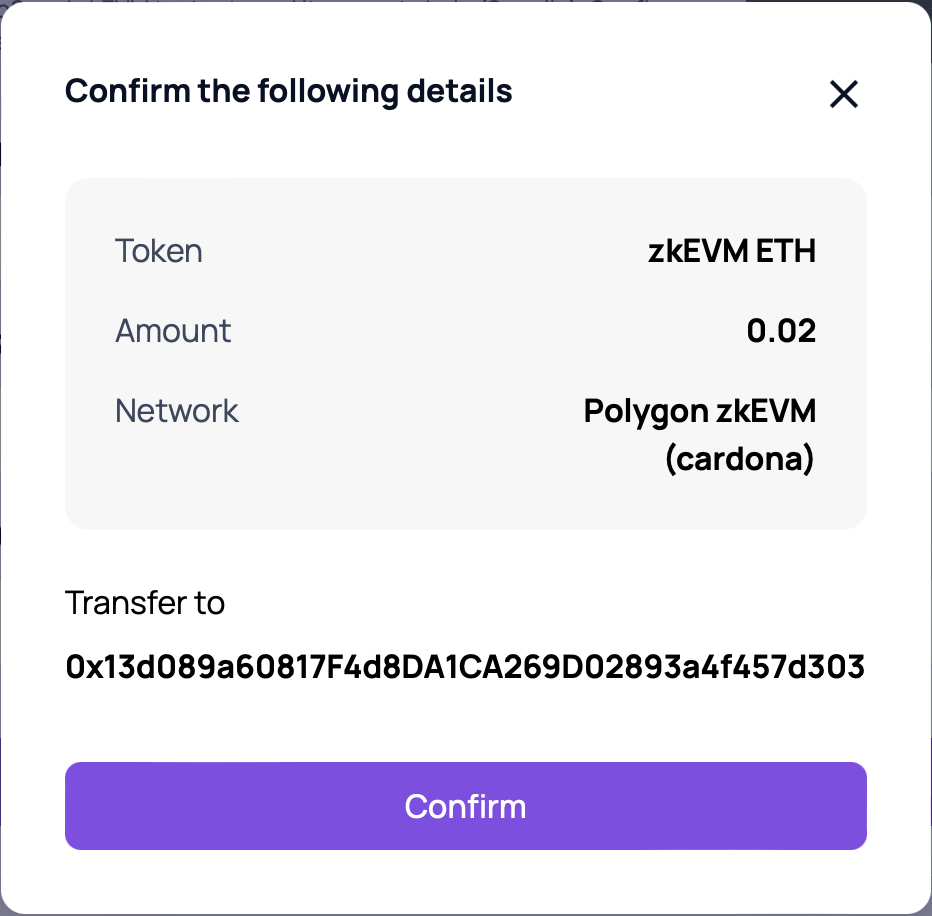 Confirm the following details
Token zkEVM ETH
Amount 0.02
Network Polygon zkEVM
(cardona)
Transfer to
0x13d089a60817F4d8DA1CA269D02893a4f457d303
Confirm